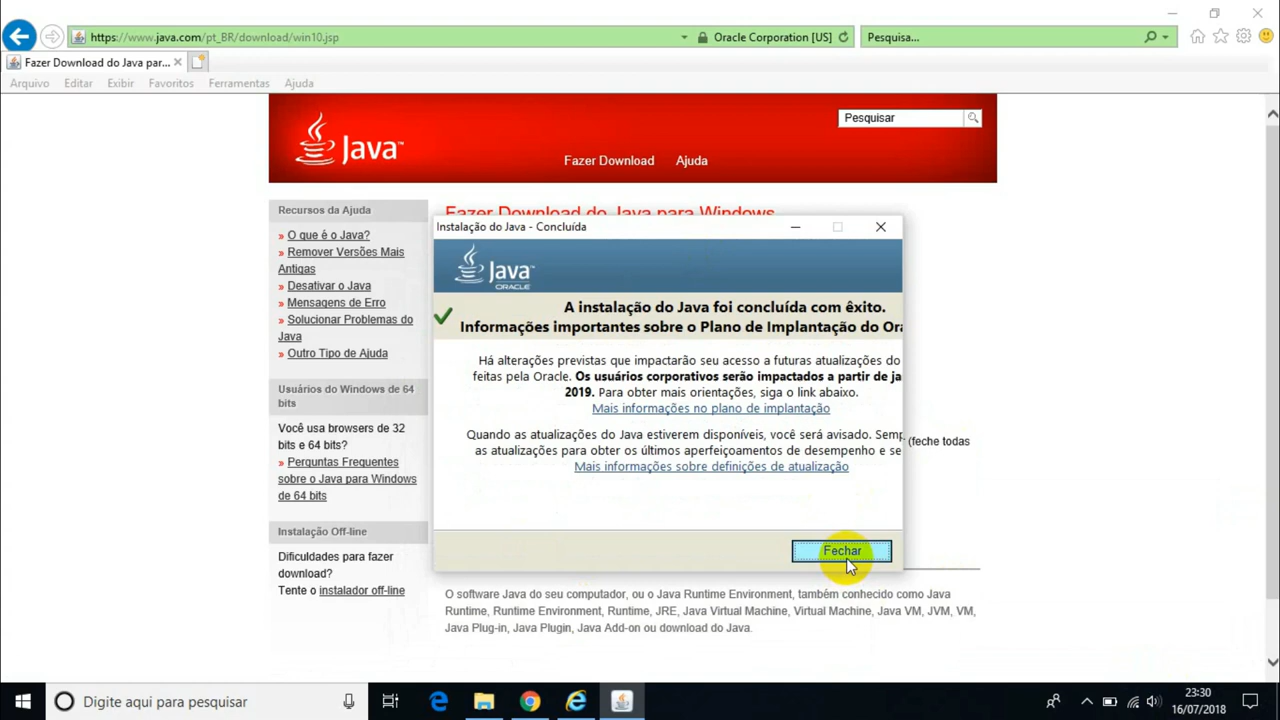 https://www.java.com/pt_BR/download/win10.jsp
Oracle Corporation [US]
Pesquisa...
Fazer Download do Java par...
Arquivo Editar Exibir Favoritos Ferramentas Ajuda
Java™
Pesquisar
Fazer Download Ajuda
Recursos da Ajuda
» O que é o Java?
» Remover Versões Mais
Antigas
» Desativar o Java
» Mensagens de Erro
» Solucionar Problemas do
Java
» Outro Tipo de Ajuda
Usuários do Windows de 64
bits
Você usa browsers de 32
bits e 64 bits?
» Perguntas Frequentes
sobre o Java para Windows
de 64 bits
Instalação Off-line
Dificuldades para fazer
download?
Tente o instalador off-line
Fazer Download do Java para Windows
Instalação do Java - Concluída
Java™
ORACLE
A instalação do Java foi concluída com êxito.
Informações importantes sobre o Plano de Implantação do Ora
Há alterações previstas que impactarão seu acesso a futuras atualizações do
feitas pela Oracle. Os usuários corporativos serão impactados a partir de ja
2019. Para obter mais orientações, siga o link abaixo.
Mais informações no plano de implantação
Quando as atualizações do Java estiverem disponíveis, você será avisado. Semp
as atualizações para obter os últimos aperfeiçoamentos de desempenho e se
Mais informações sobre definições de atualização
Fechar
(feche todas
O software Java do seu computador, ou o Java Runtime Environment, também conhecido como Java
Runtime, Runtime Environment, Runtime, JRE, Java Virtual Machine, Virtual Machine, Java VM, JVM, VM,
Java Plug-in, Java Plugin, Java Add-on ou download do Java.
Digite aqui para pesquisar
23:30
16/07/2018